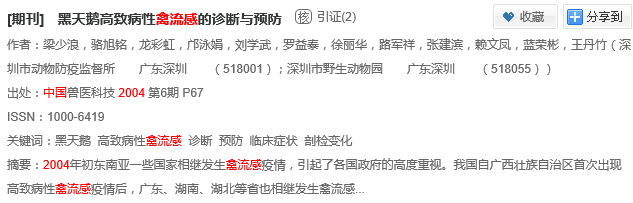 [期刊] 黑天鹅高致病性禽流感的诊断与预防 核 引证(2) 收藏 分享到
作者：梁少浪，骆旭铭，龙彩虹，邝泳娟，刘学武，罗益泰，徐丽华，路军祥，张建滨，赖文凤，蓝荣彬，王丹竹（深
圳市动物防疫监督所 广东深圳 （518001）；深圳市野生动物园 广东深圳 （518055））
出处：中国兽医科技 2004 第6期 P67
ISSN：1000-6419
关键词：黑天鹅 高致病性禽流感 诊断 预防 临床症状 剖检变化
摘要：2004年初东南亚一些国家相继发生禽流感疫情，引起了各国政府的高度重视。我国自广西壮族自治区首次出现
高致病性禽流感疫情后，广东、湖南、湖北等省也相继发生禽流感...